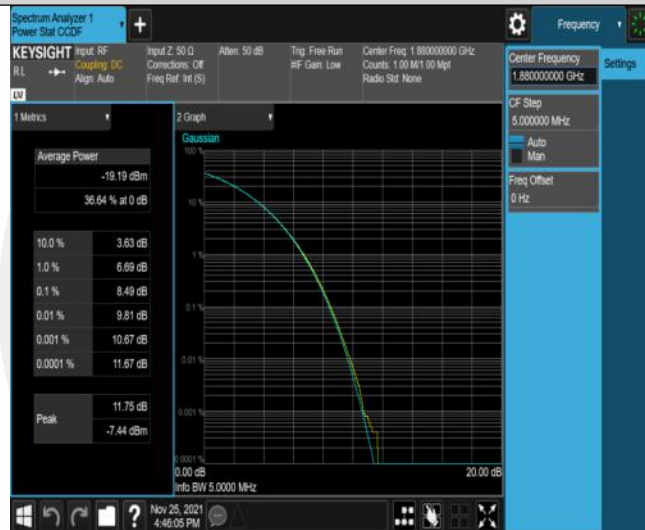 Spectrum Analyzer 1
Power Stat CCDF
Frequency
KEYSIGHT
RL
LXI
Input: RF
Coupling: DC
Align: Auto
Input Z: 50 Ω
Corrections: Off
Freq Ref: Int (S)
Atten: 50 dB
Trig: Free Run
#IF Gain: Low
Center Freq: 1.880000000 GHz
Counts: 1.00 M/1.00 Mpt
Radio Std: None
Center Frequency
1.880000000 GHz
Settings
CF Step
5.000000 MHz
Auto
Man
Freq Offset
0 Hz
1 Metrics
Average Power
-19.19 dBm
36.64 % at 0 dB
10.0 % 3.63 dB
1.0 % 6.69 dB
0.1 % 8.49 dB
0.01 % 9.81 dB
0.001 % 10.67 dB
0.0001 % 11.67 dB
Peak
11.75 dB
-7.44 dBm
2 Graph
Gaussian
100 %
10 %
1 %
0.1 %
0.01 %
0.001 %
0.0001 %
0.00 dB 20.00 dB
Info BW 5.0000 MHz
?
Nov 25, 2021
4:46:05 PM